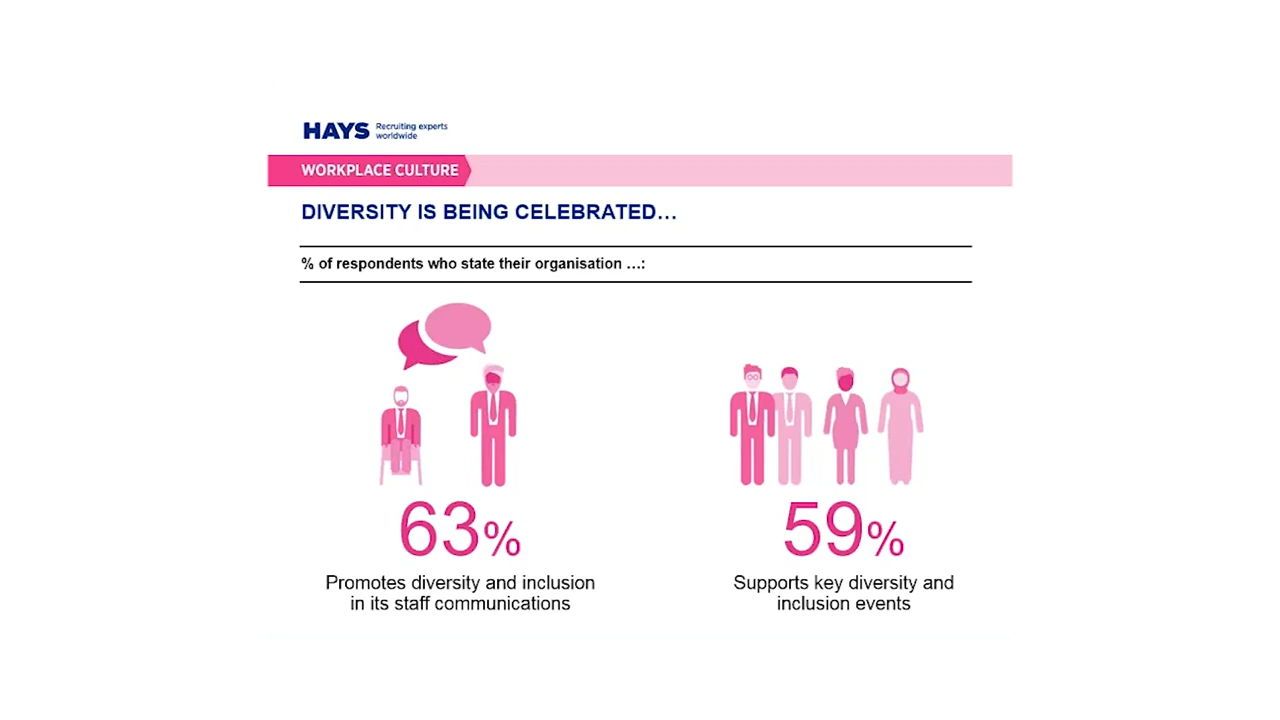 HAYS Recruiting experts
worldwide
WORKPLACE CULTURE
DIVERSITY IS BEING CELEBRATED…
% of respondents who state their organisation …:
63%
Promotes diversity and inclusion
in its staff communications
59%
Supports key diversity and
inclusion events